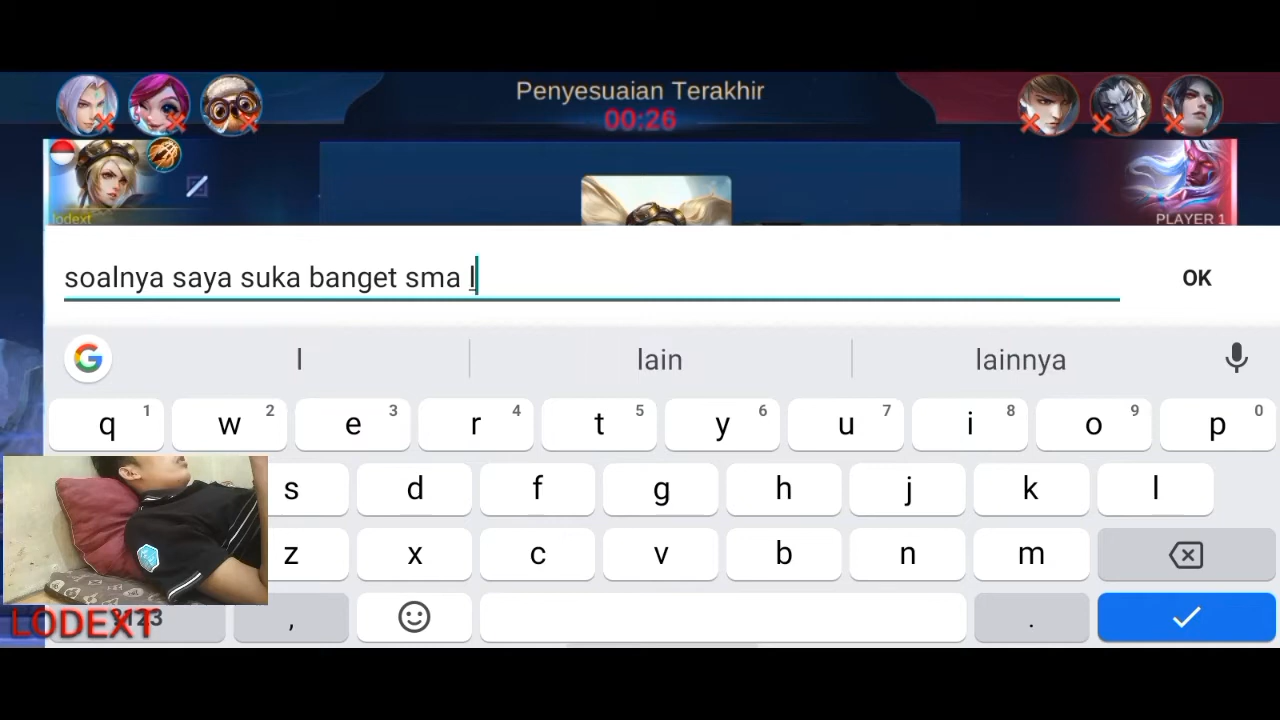 Penyesuaian Terakhir
00:26
lodext
PLAYER 1
soalnya saya suka banget sma l
OK
l lain lainnya
q 1 w 2 e 3 r 4 t 5 y 6 u 7 i 8 o 9 p 0
s d f g h j k l
z x c v b n m
LODEXT
, .